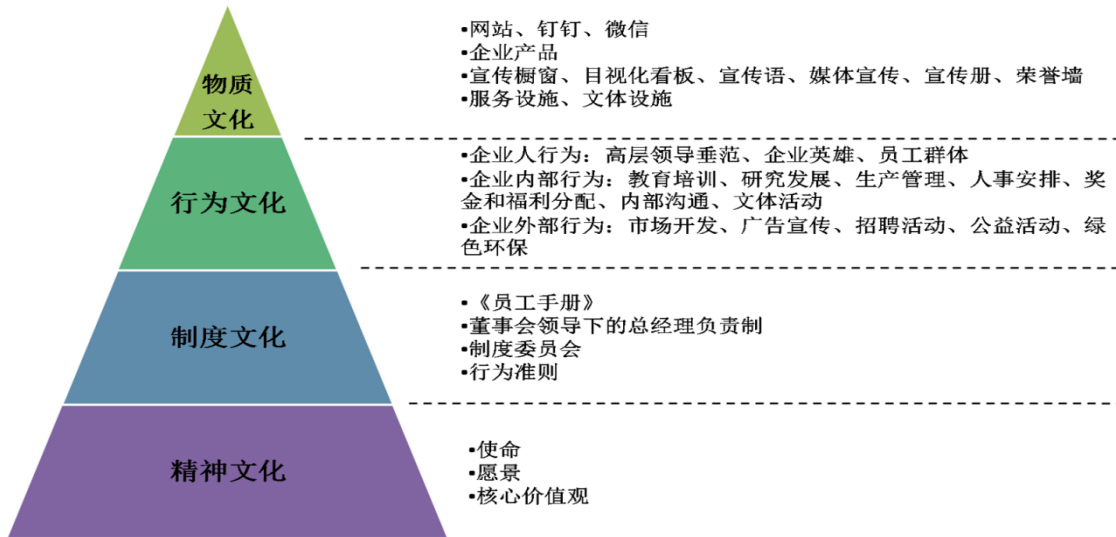 物质
文化
•网站、钉钉、微信
•企业产品
•宣传橱窗、目视化看板、宣传语、媒体宣传、宣传册、荣誉墙
•服务设施、文体设施
行为文化
•企业人行为：高层领导垂范、企业英雄、员工群体
•企业内部行为：教育培训、研究发展、生产管理、人事安排、奖
金和福利分配、内部沟通、文体活动
•企业外部行为：市场开发、广告宣传、招聘活动、公益活动、绿
色环保
制度文化
•《员工手册》
•董事会领导下的总经理负责制
•制度委员会
•行为准则
精神文化
•使命
•愿景
•核心价值观